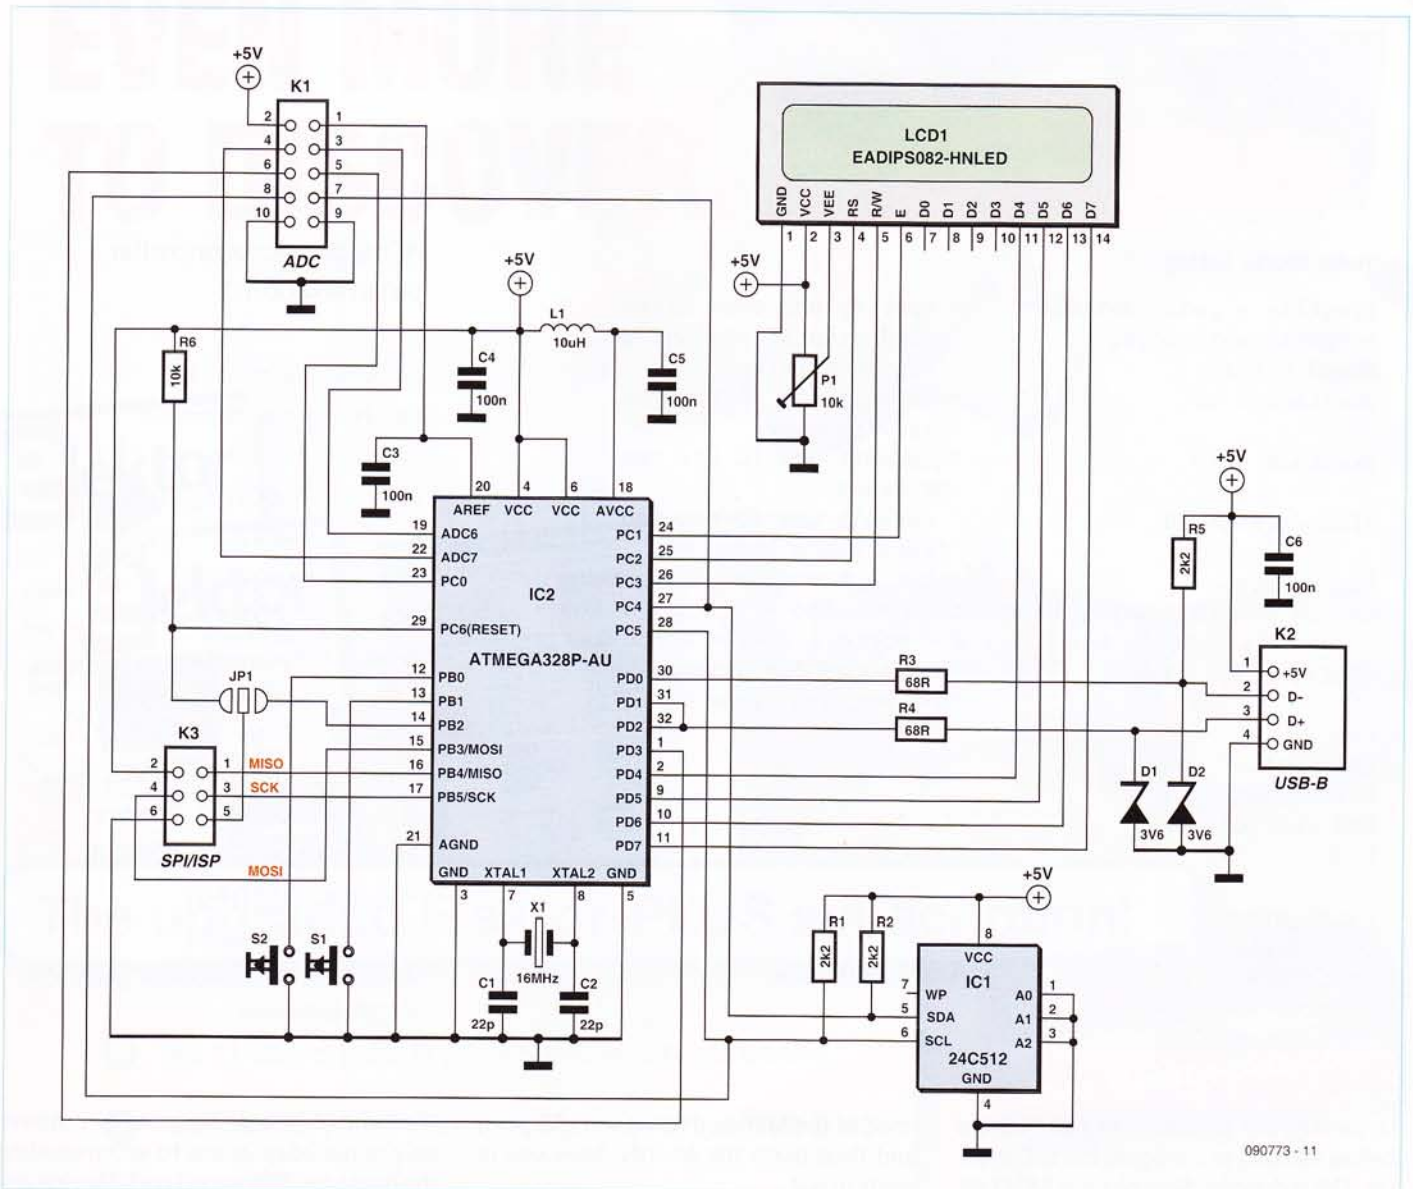 +5V
K1
2 1
4 3
6 5
8 7
10 9
ADC
LCD1
EADIPS082-HNLED
GND VCC VEE RS R/W E D0 D1 D2 D3 D4 D5 D6 D7
1 2 3 4 5 6 7 8 9 10 11 12 13 14
+5V
P1
10k
+5V
L1
10uH
R6
10k
C4
100n
C5
100n
C3
100n
20 4 6 18
AREF VCC VCC AVCC
19 ADC6
22 ADC7
23 PC0
29 PC6(RESET)
12 PB0
13 PB1
14 PB2
15 PB3/MOSI
16 PB4/MISO
17 PB5/SCK
21 AGND
IC2
ATMEGA328P-AU
PC1 24
PC2 25
PC3 26
PC4 27
PC5 28
PD0 30
PD1 31
PD2 32
PD3 1
PD4 2
PD5 9
PD6 10
PD7 11
GND XTAL1 XTAL2 GND
3 7 8 5
JP1
K3
2 1 MISO
4 3 SCK
6 5
SPI/ISP
MOSI
S2 S1
X1
16MHz
C1
22p
C2
22p
R3
68R
R4
68R
+5V
R5
2k2
C6
100n
K2
1 +5V
2 D-
3 D+
4 GND
USB-B
D1
3V6
D2
3V6
+5V
R1
2k2
R2
2k2
8
VCC
IC1
7 WP
5 SDA
6 SCL
A0 1
A1 2
A2 3
24C512
GND
4
090773 - 11